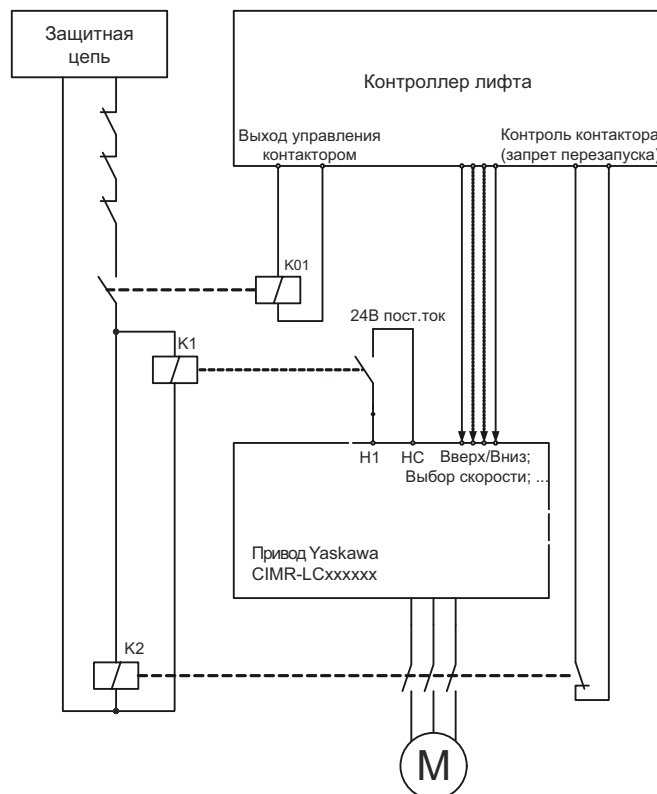 Защитная
цепь
Контроллер лифта
Выход управления
контактором
Контроль контактора
(запрет перезапуска)
K01
24В пост.ток
K1
H1
HC
Вверх/Вниз;
Выбор скорости; ...
Привод Yaskawa
CIMR-LCxxxxxx
K2
M